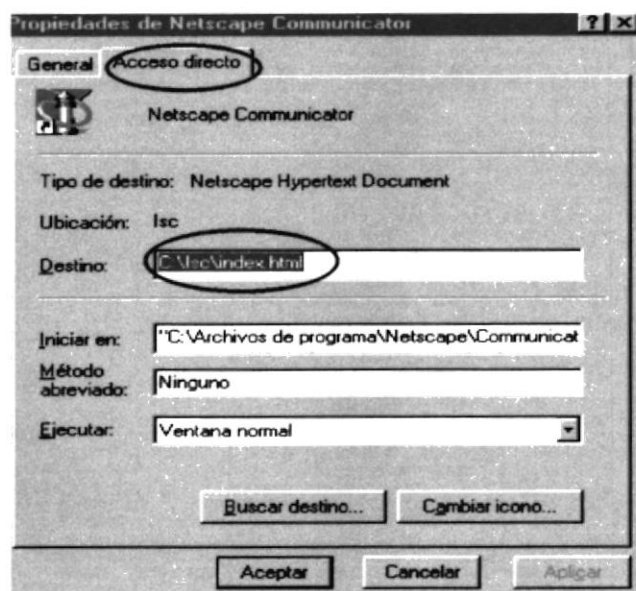 Propiedades de Netscape Communicator
General Acceso directo
Netscape Communicator
Tipo de destino: Netscape Hypertext Document
Ubicación: lsc
Destino: C:\lsc\index.html
Iniciar en: "C:\Archivos de programa\Netscape\Communicat
Método abreviado: Ninguno
Ejecutar: Ventana normal
Buscar destino... Cambiar icono...
Aceptar Cancelar Aplicar